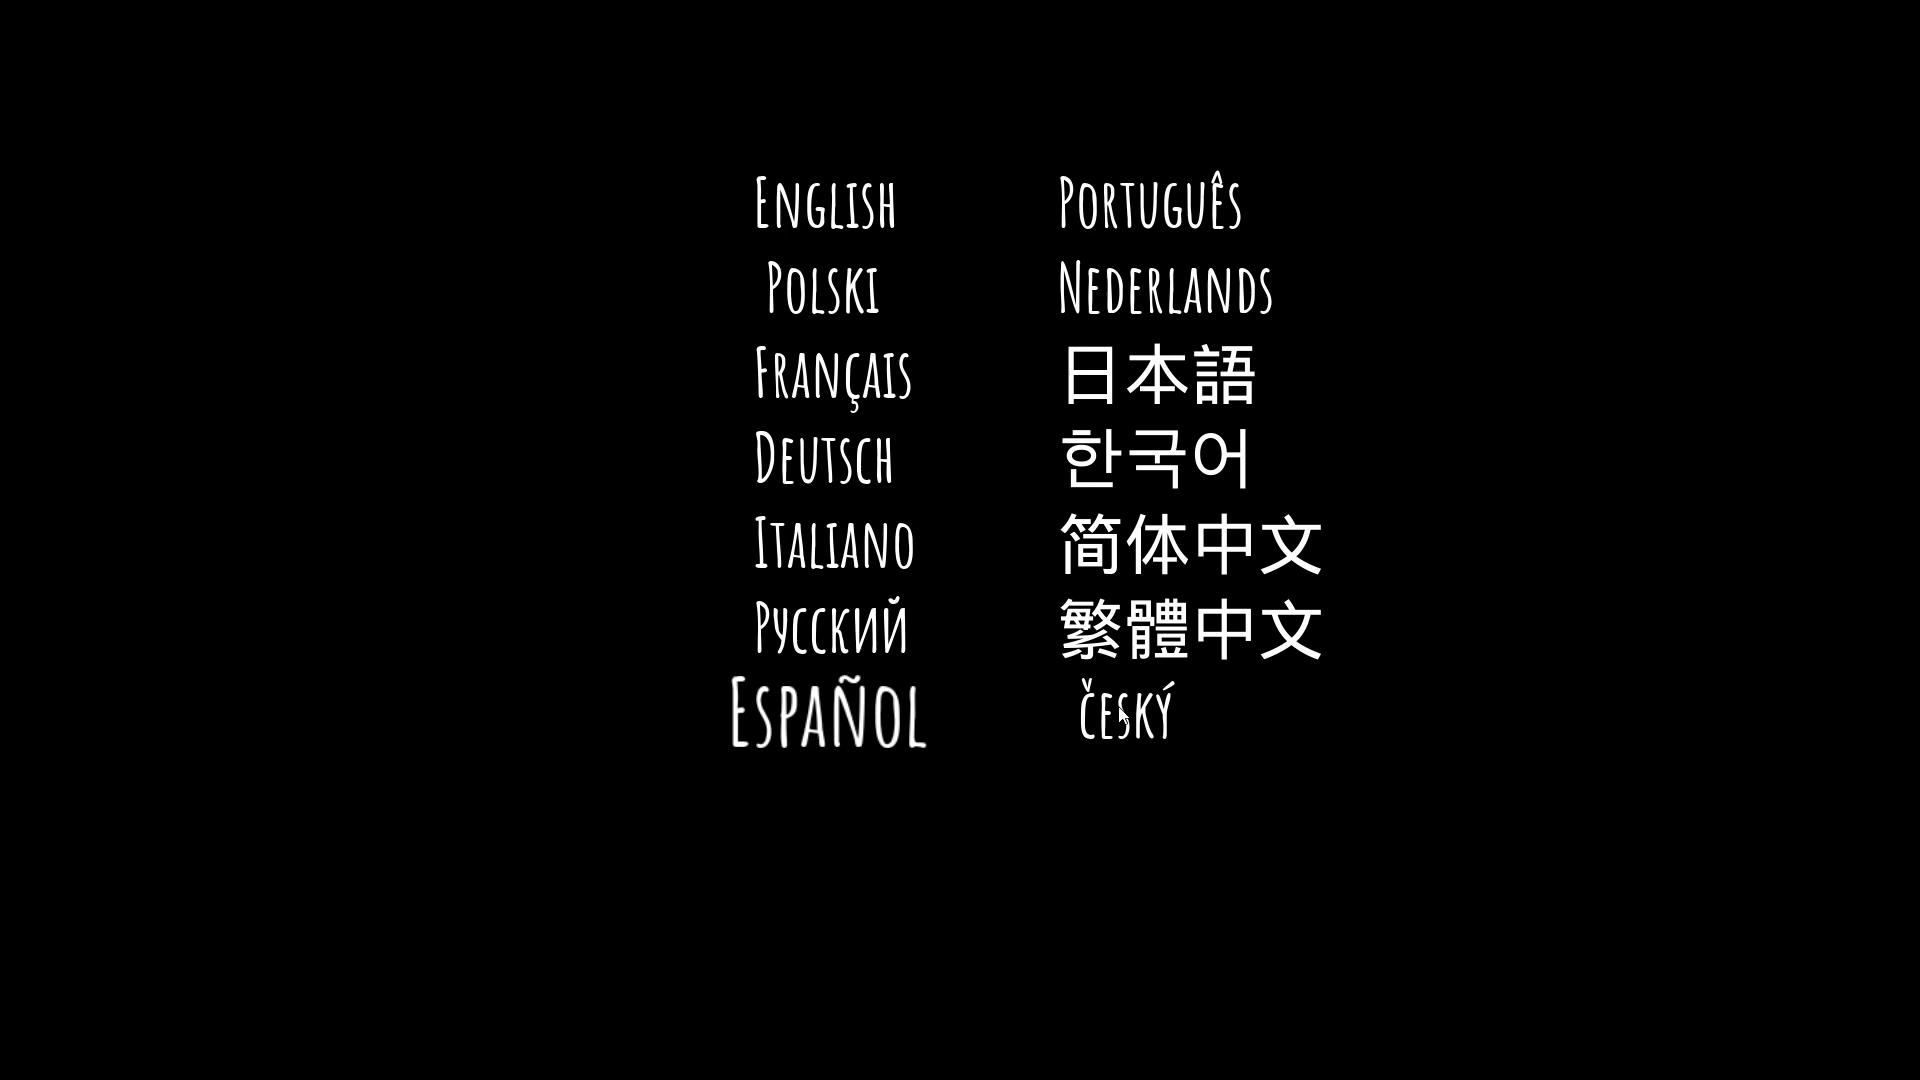 English
Polski
Français
Deutsch
Italiano
Русский
Español
Português
Nederlands
日本語
한국어
简体中文
繁體中文
český